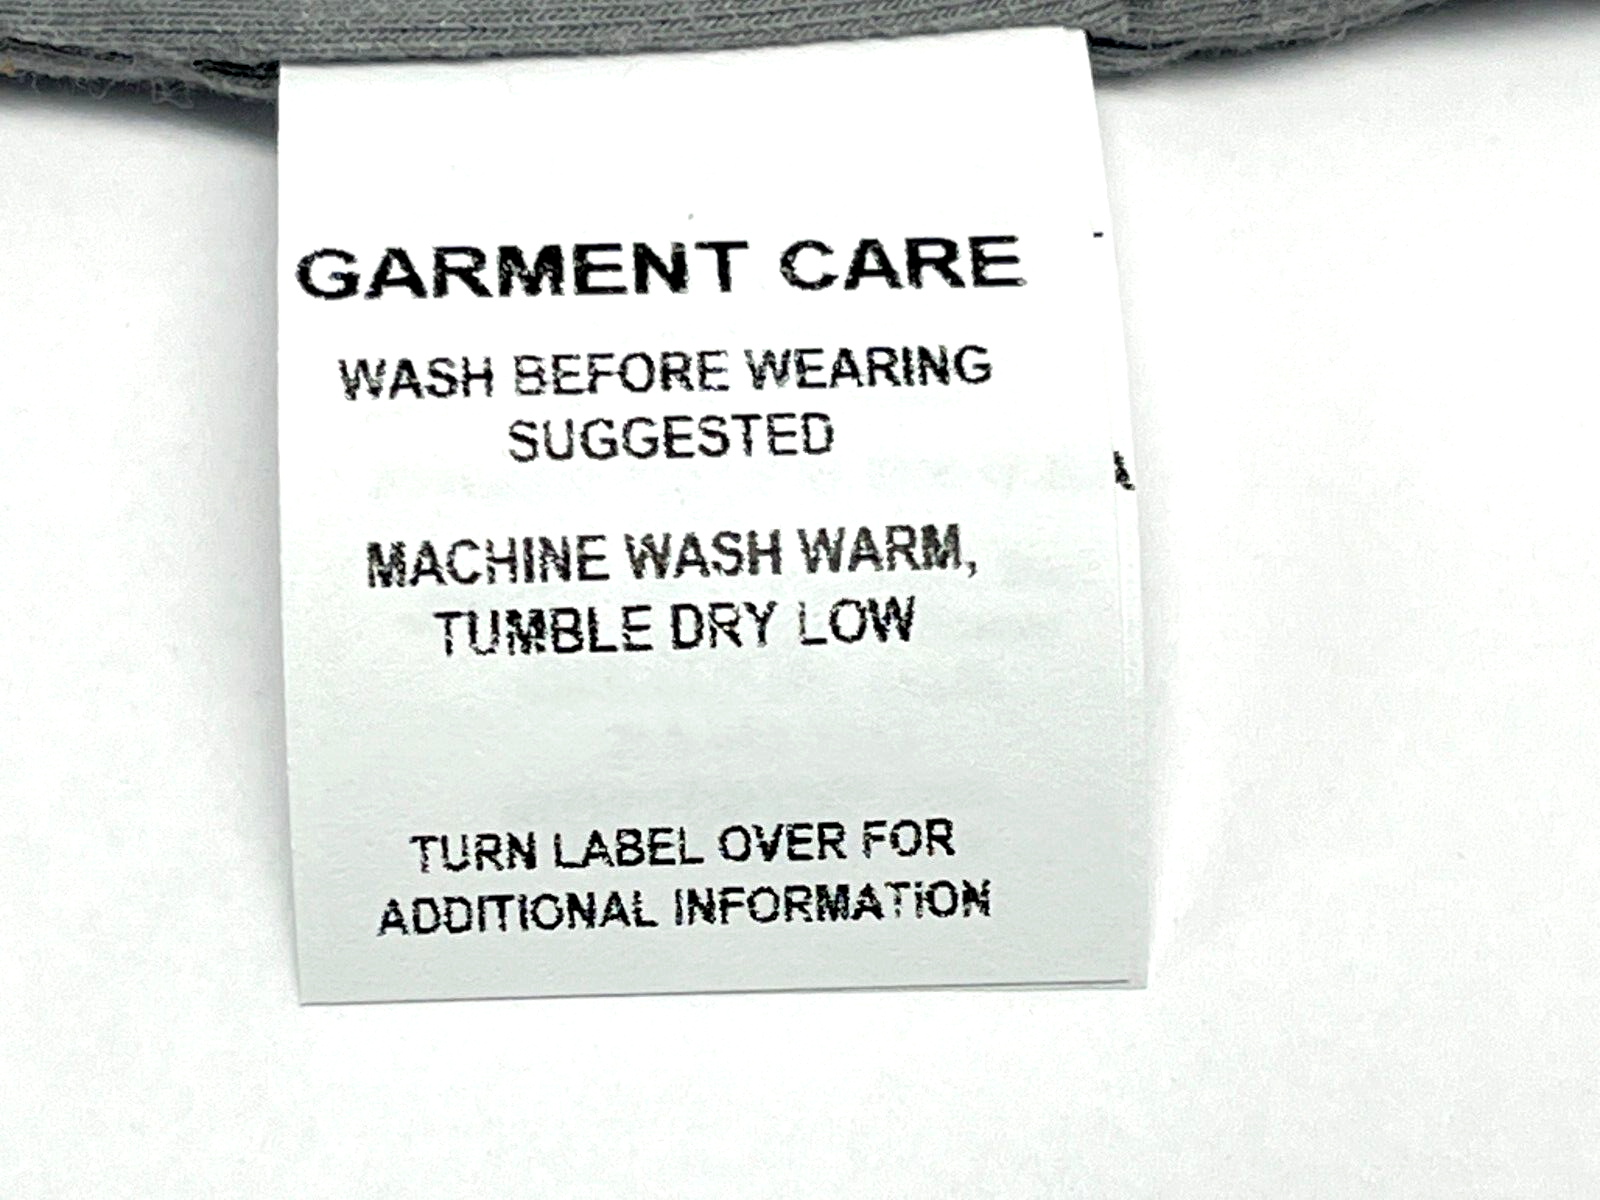 GARMENT CARE
WASH BEFORE WEARING
SUGGESTED
MACHINE WASH WARM,
TUMBLE DRY LOW
TURN LABEL OVER FOR
ADDITIONAL INFORMATION